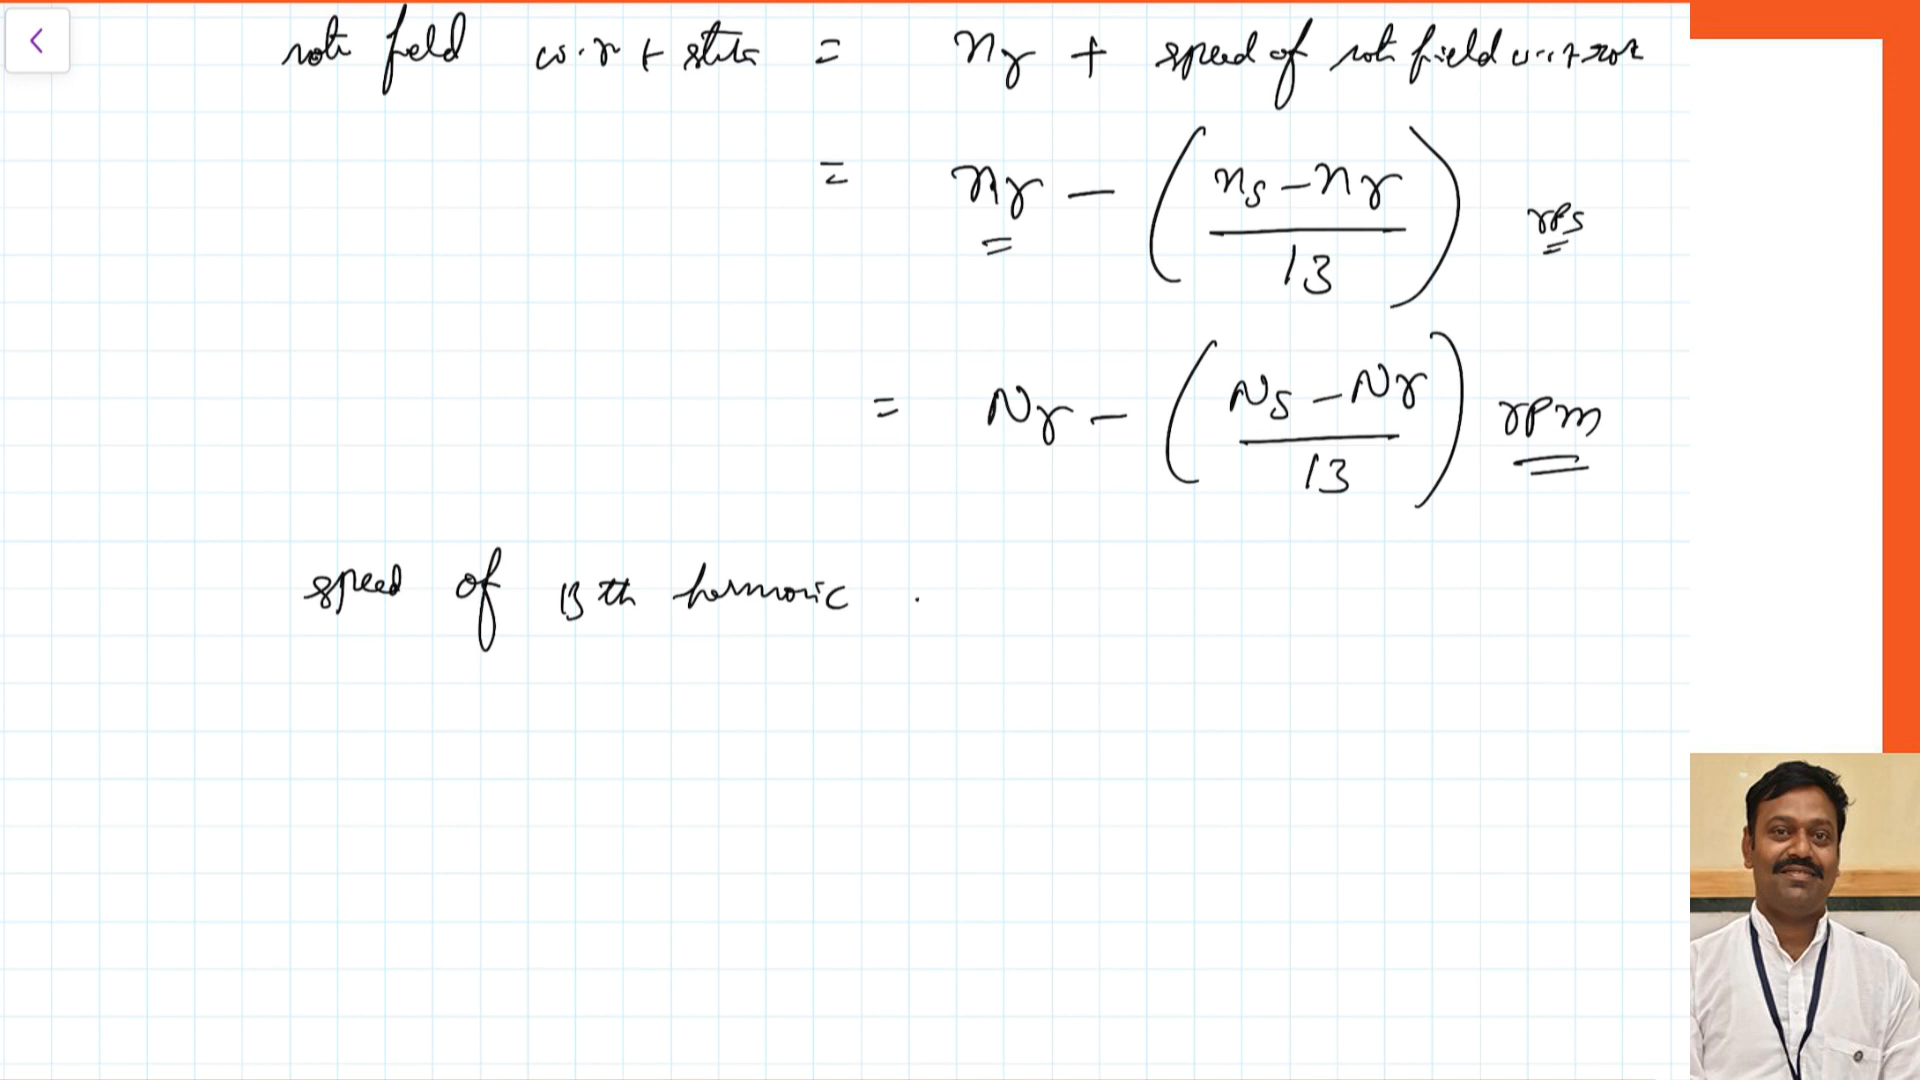 rotor field w.r.t stator = nr + speed of rotor field w.r.t rot
= nr - (ns - nr / 13) rps
= Nr - (Ns - Nr / 13) rpm
speed of 13th harmonic .